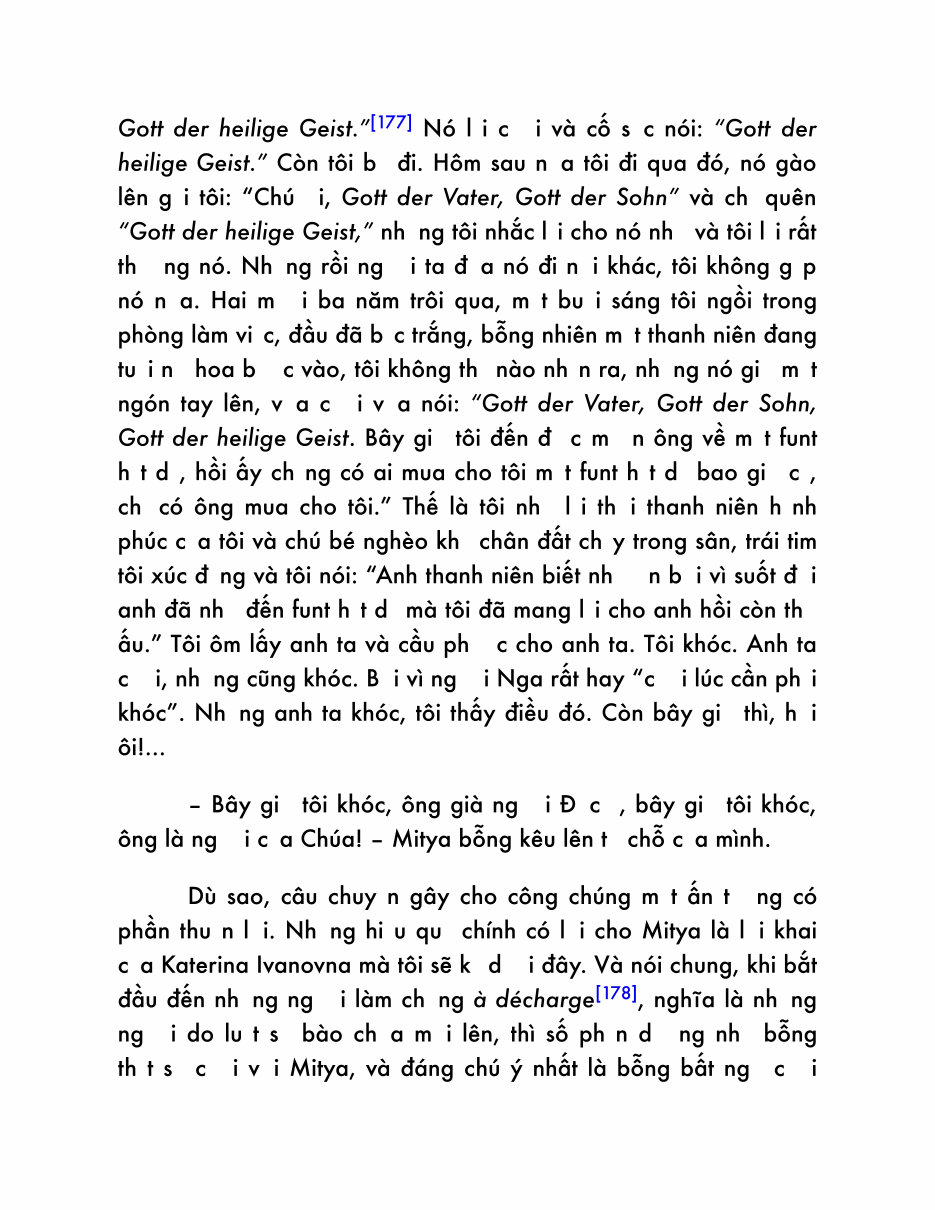 Gott der heilige Geist.”[177] Nó l i c  i và cố s c nói: “Gott der
heilige Geist.” Còn tôi b  đi. Hôm sau n a tôi đi qua đó, nó gào
lên g i tôi: “Chú  i, Gott der Vater, Gott der Sohn” và ch  quên
“Gott der heilige Geist,” nh ng tôi nhắc l i cho nó nh  và tôi l i rất
th  ng nó. Nh ng rồi ng  i ta đ a nó đi n i khác, tôi không g p
nó n a. Hai m  i ba năm trôi qua, m t bu i sáng tôi ngồi trong
phòng làm vi c, đầu đã b c trắng, bỗng nhiên m t thanh niên đang
tu i n  hoa b  c vào, tôi không th  nào nh n ra, nh ng nó gi  m t
ngón tay lên, v a c  i v a nói: “Gott der Vater, Gott der Sohn,
Gott der heilige Geist. Bây gi  tôi đến đ c m n ông về m t funt
h t d , hồi ấy ch ng có ai mua cho tôi m t funt h t d  bao gi  c ,
ch  có ông mua cho tôi.” Thế là tôi nh  l i th i thanh niên h nh
phúc c a tôi và chú bé nghèo kh  chân đất ch y trong sân, trái tim
tôi xúc đ ng và tôi nói: “Anh thanh niên biết nh   n b i vì suốt đ i
anh đã nh  đến funt h t d  mà tôi đã mang l i cho anh hồi còn th 
ấu.” Tôi ôm lấy anh ta và cầu ph  c cho anh ta. Tôi khóc. Anh ta
c  i, nh ng cũng khóc. B i vì ng  i Nga rất hay “c  i lúc cần ph i
khóc”. Nh ng anh ta khóc, tôi thấy điều đó. Còn bây gi  thì, h i
ôi!...
– Bây gi  tôi khóc, ông già ng  i Đ c , bây gi  tôi khóc,
ông là ng  i c a Chúa! – Mitya bỗng kêu lên t  chỗ c a mình.
Dù sao, câu chuy n gây cho công chúng m t ấn t  ng có
phần thu n l i. Nh ng hi u qu  chính có l i cho Mitya là l i khai
c a Katerina Ivanovna mà tôi sẽ k  d  i đây. Và nói chung, khi bắt
đầu đến nh ng ng  i làm ch ng à décharge[178], nghĩa là nh ng
ng  i do lu t s  bào ch a m i lên, thì số ph n d  ng nh  bỗng
th t s  c  i v i Mitya, và đáng chú ý nhất là bỗng bất ng  c  i